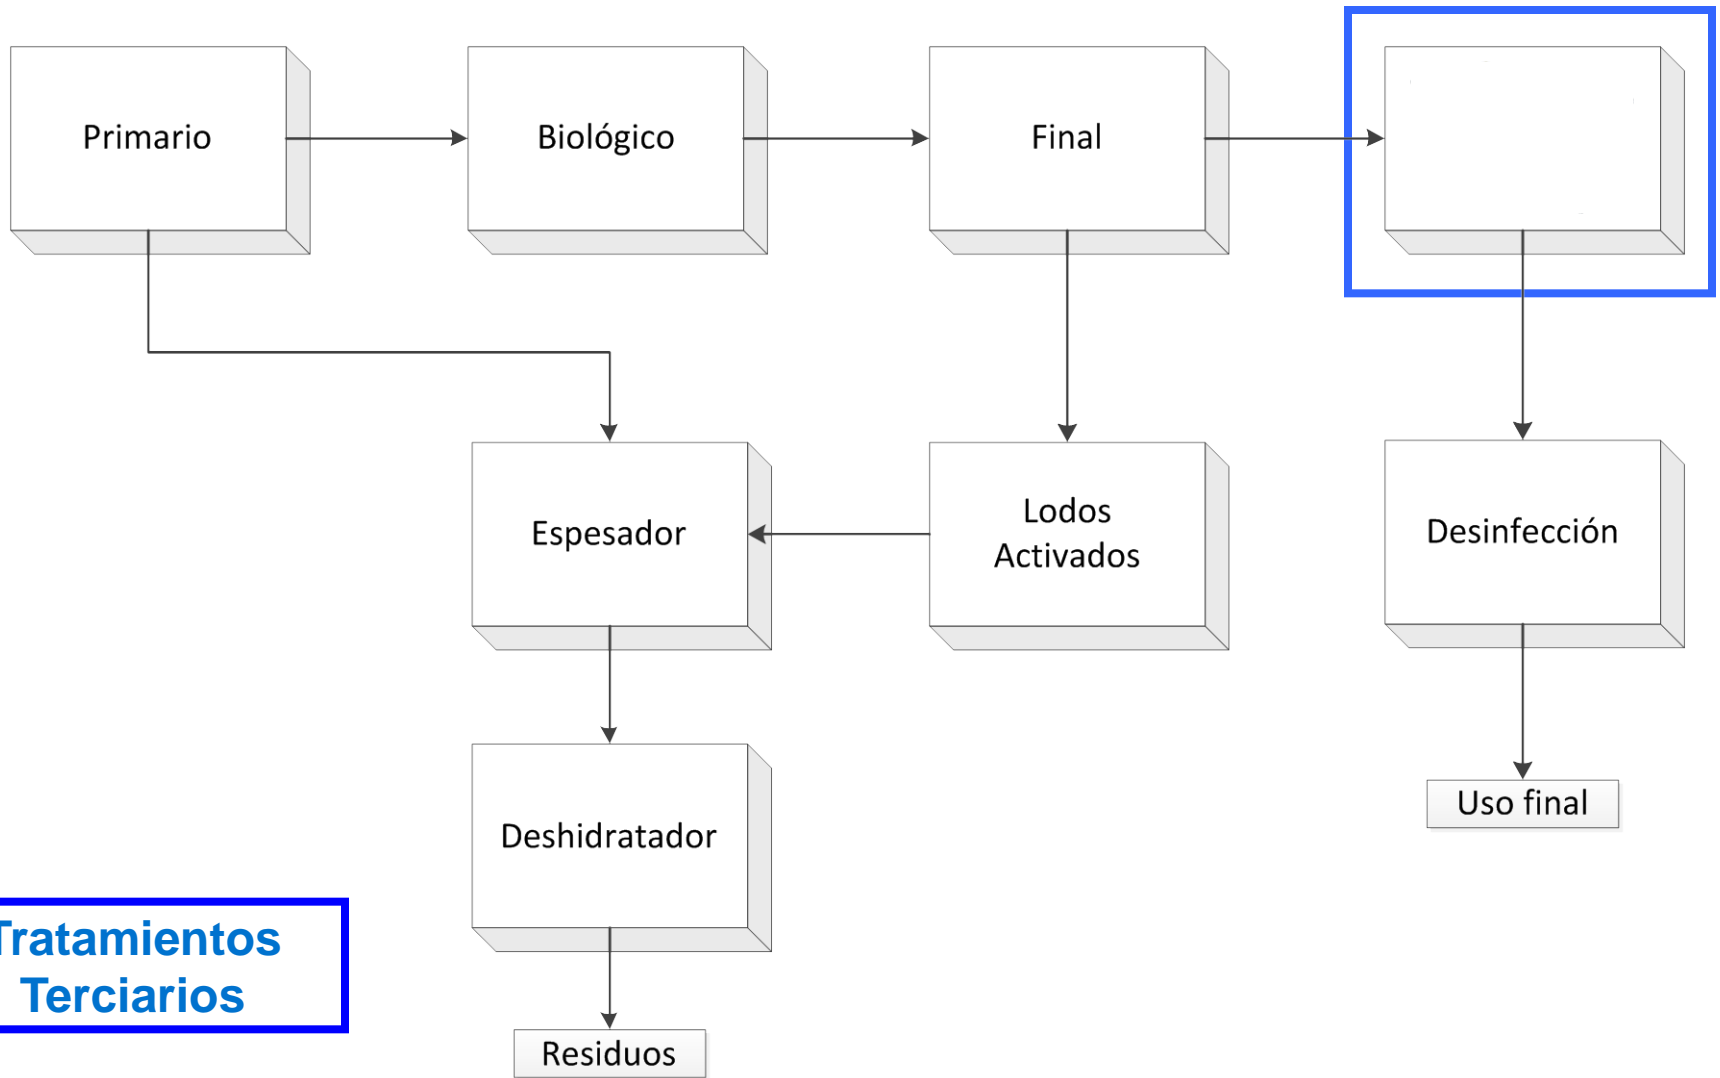 Primario
Biológico
Final
Espesador
Lodos
Activados
Desinfección
Deshidratador
Uso final
Tratamientos
Terciarios
Residuos